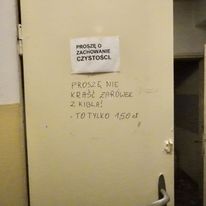 PROSZĘ O
ZACHOWANIE
CZYSTOŚCI.
PROSZĘ NIE
KRAŚĆ ŻARÓWEK
Z KIBLA!
- TO TYLKO 1,50 zł